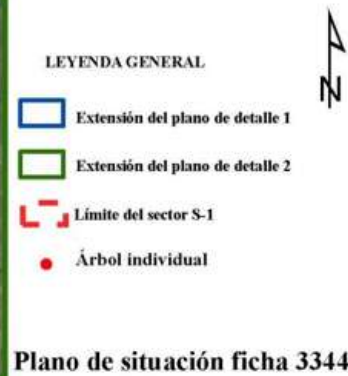 N
LEYENDA GENERAL
Extensión del plano de detalle 1
Extensión del plano de detalle 2
Límite del sector S-1
Árbol individual
Plano de situación ficha 3344